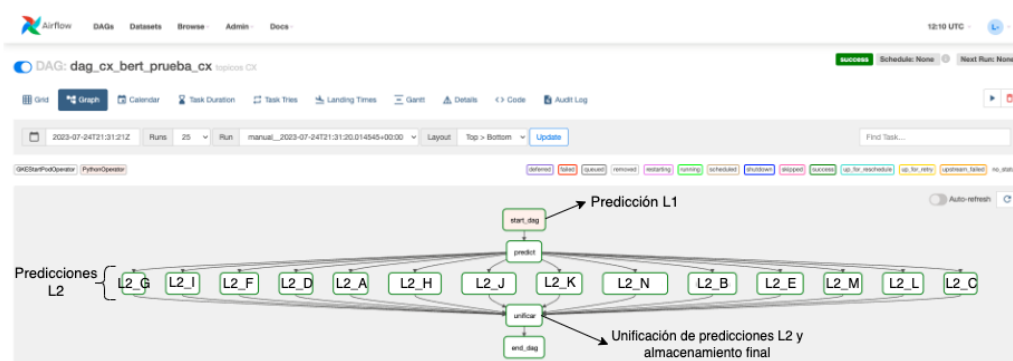 Airflow DAGs Datasets Browse Admin Docs 12:10 UTC L-
DAG: dag_cx_bert_prueba_cx topicos CX success Schedule: None Next Run: None
Grid Graph Calendar Task Duration Task Tries Landing Times Gantt Details Code Audit Log
2023-07-24T21:31:21Z Runs 25 Run manual__2023-07-24T21:31:20.014545+00:00 Layout Top > Bottom Update Find Task...
GKEStartPodOperator PythonOperator deferred failed queued removed restarting running scheduled shutdown skipped success up_for_reschedule up_for_retry upstream_failed no_status
Auto-refresh
Predicción L1
start_dag
predict
Predicciones
L2
L2_G L2_I L2_F L2_D L2_A L2_H L2_J L2_K L2_N L2_B L2_E L2_M L2_L L2_C
unificar
Unificación de predicciones L2 y
almacenamiento final
end_dag